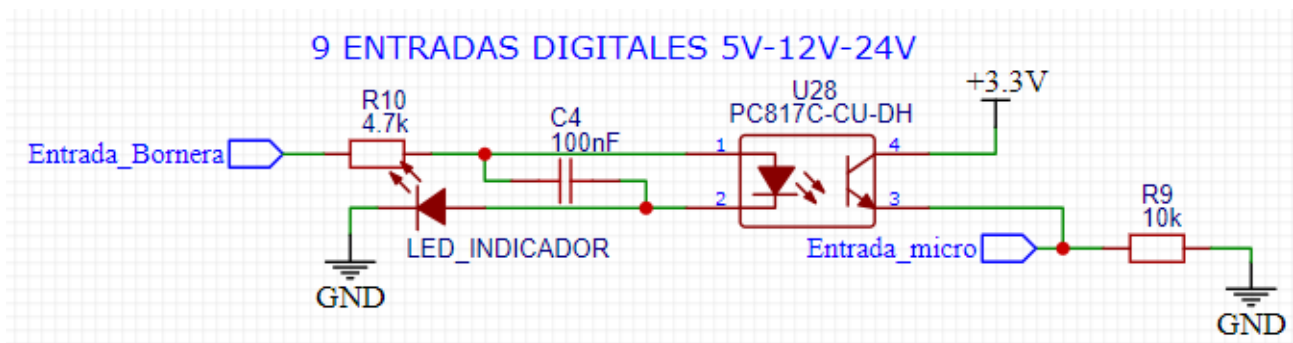 9 ENTRADAS DIGITALES 5V-12V-24V
+3.3V
U28
PC817C-CU-DH
R10
4.7k
C4
100nF
Entrada_Bornera
1
4
2
3
R9
10k
LED_INDICADOR
Entrada_micro
GND
GND